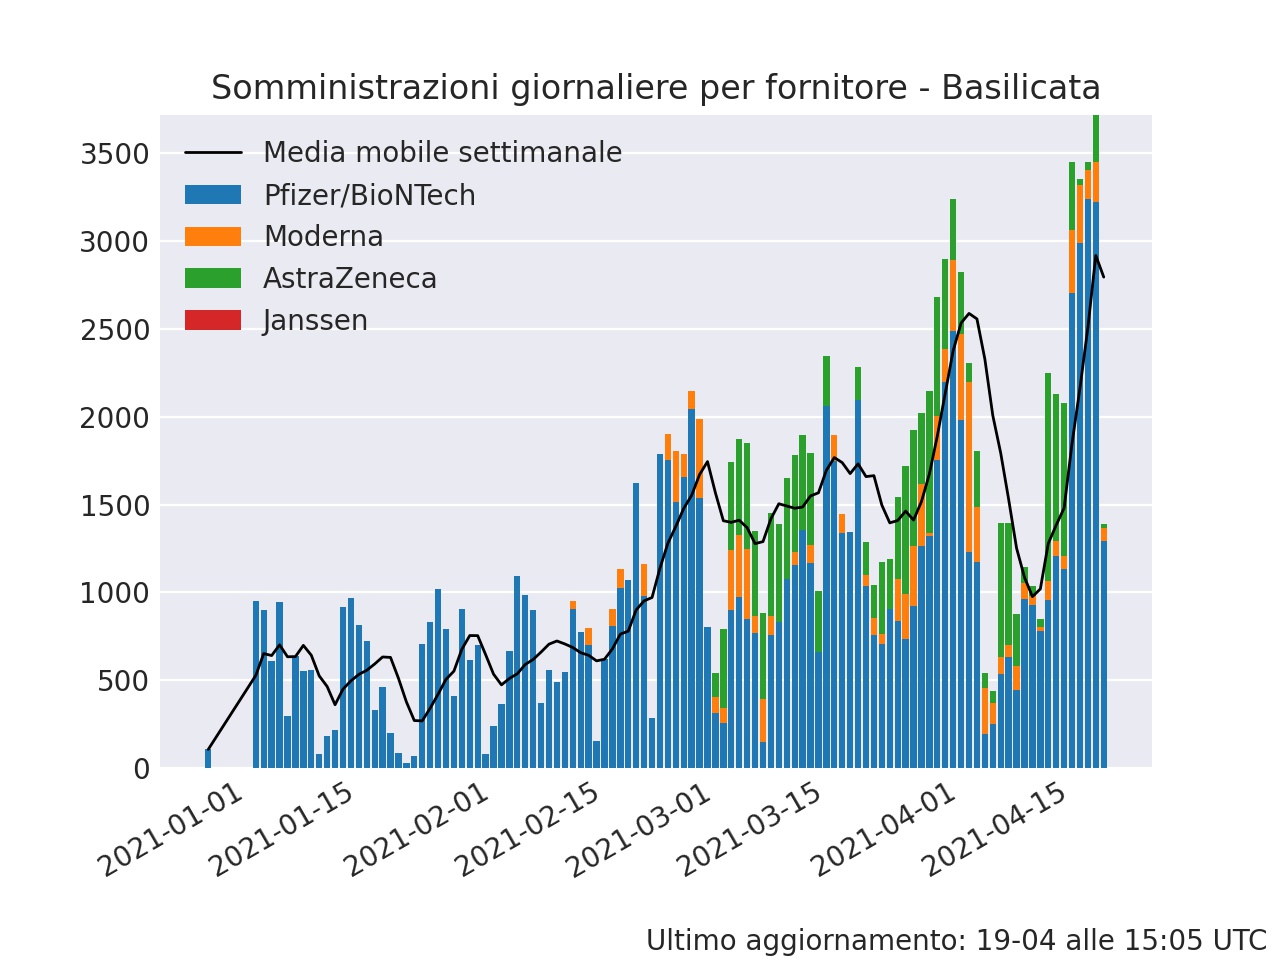 Somministrazioni giornaliere per fornitore - Basilicata
Media mobile settimanale
Pfizer/BioNTech
Moderna
AstraZeneca
Janssen
3500
3000
2500
2000
1500
1000
500
0
2021-01-01
2021-01-15
2021-02-01
2021-02-15
2021-03-01
2021-03-15
2021-04-01
2021-04-15
Ultimo aggiornamento: 19-04 alle 15:05 UTC